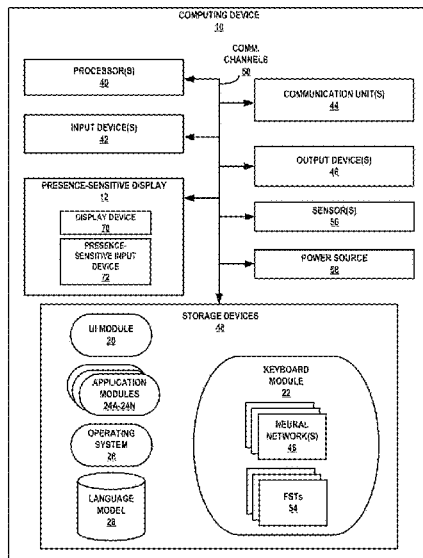 COMPUTING DEVICE
10
COMM.
CHANNELS
50
PROCESSOR(S)
40
COMMUNICATION UNIT(S)
44
INPUT DEVICE(S)
42
OUTPUT DEVICE(S)
46
PRESENCE-SENSITIVE DISPLAY
12
DISPLAY DEVICE
70
PRESENCE-
SENSITIVE INPUT
DEVICE
72
SENSOR(S)
56
POWER SOURCE
58
STORAGE DEVICES
48
UI MODULE
20
APPLICATION
MODULES
24A-24N
OPERATING
SYSTEM
26
LANGUAGE
MODEL
28
KEYBOARD
MODULE
22
NEURAL
NETWORK(S)
FSTs
54